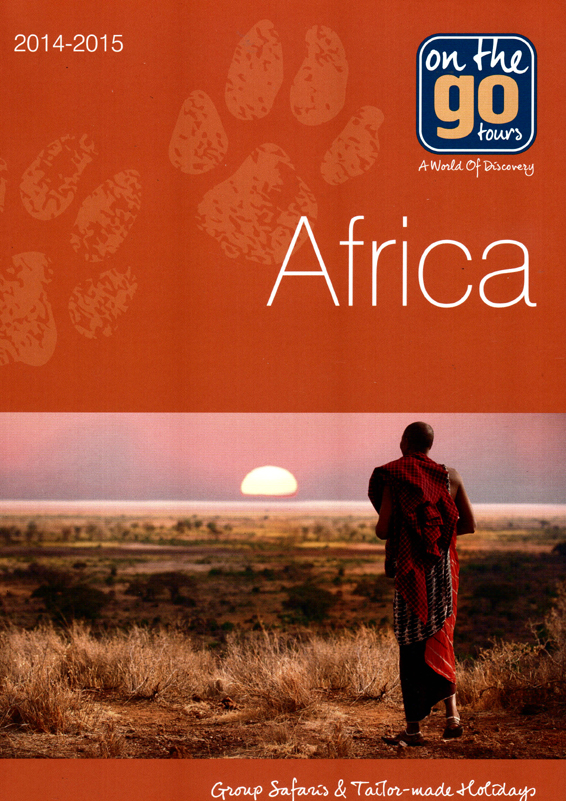 2014-2015
on the
go
tours
A World Of Discovery
Africa
Group Safaris & Tailor-made Holidays